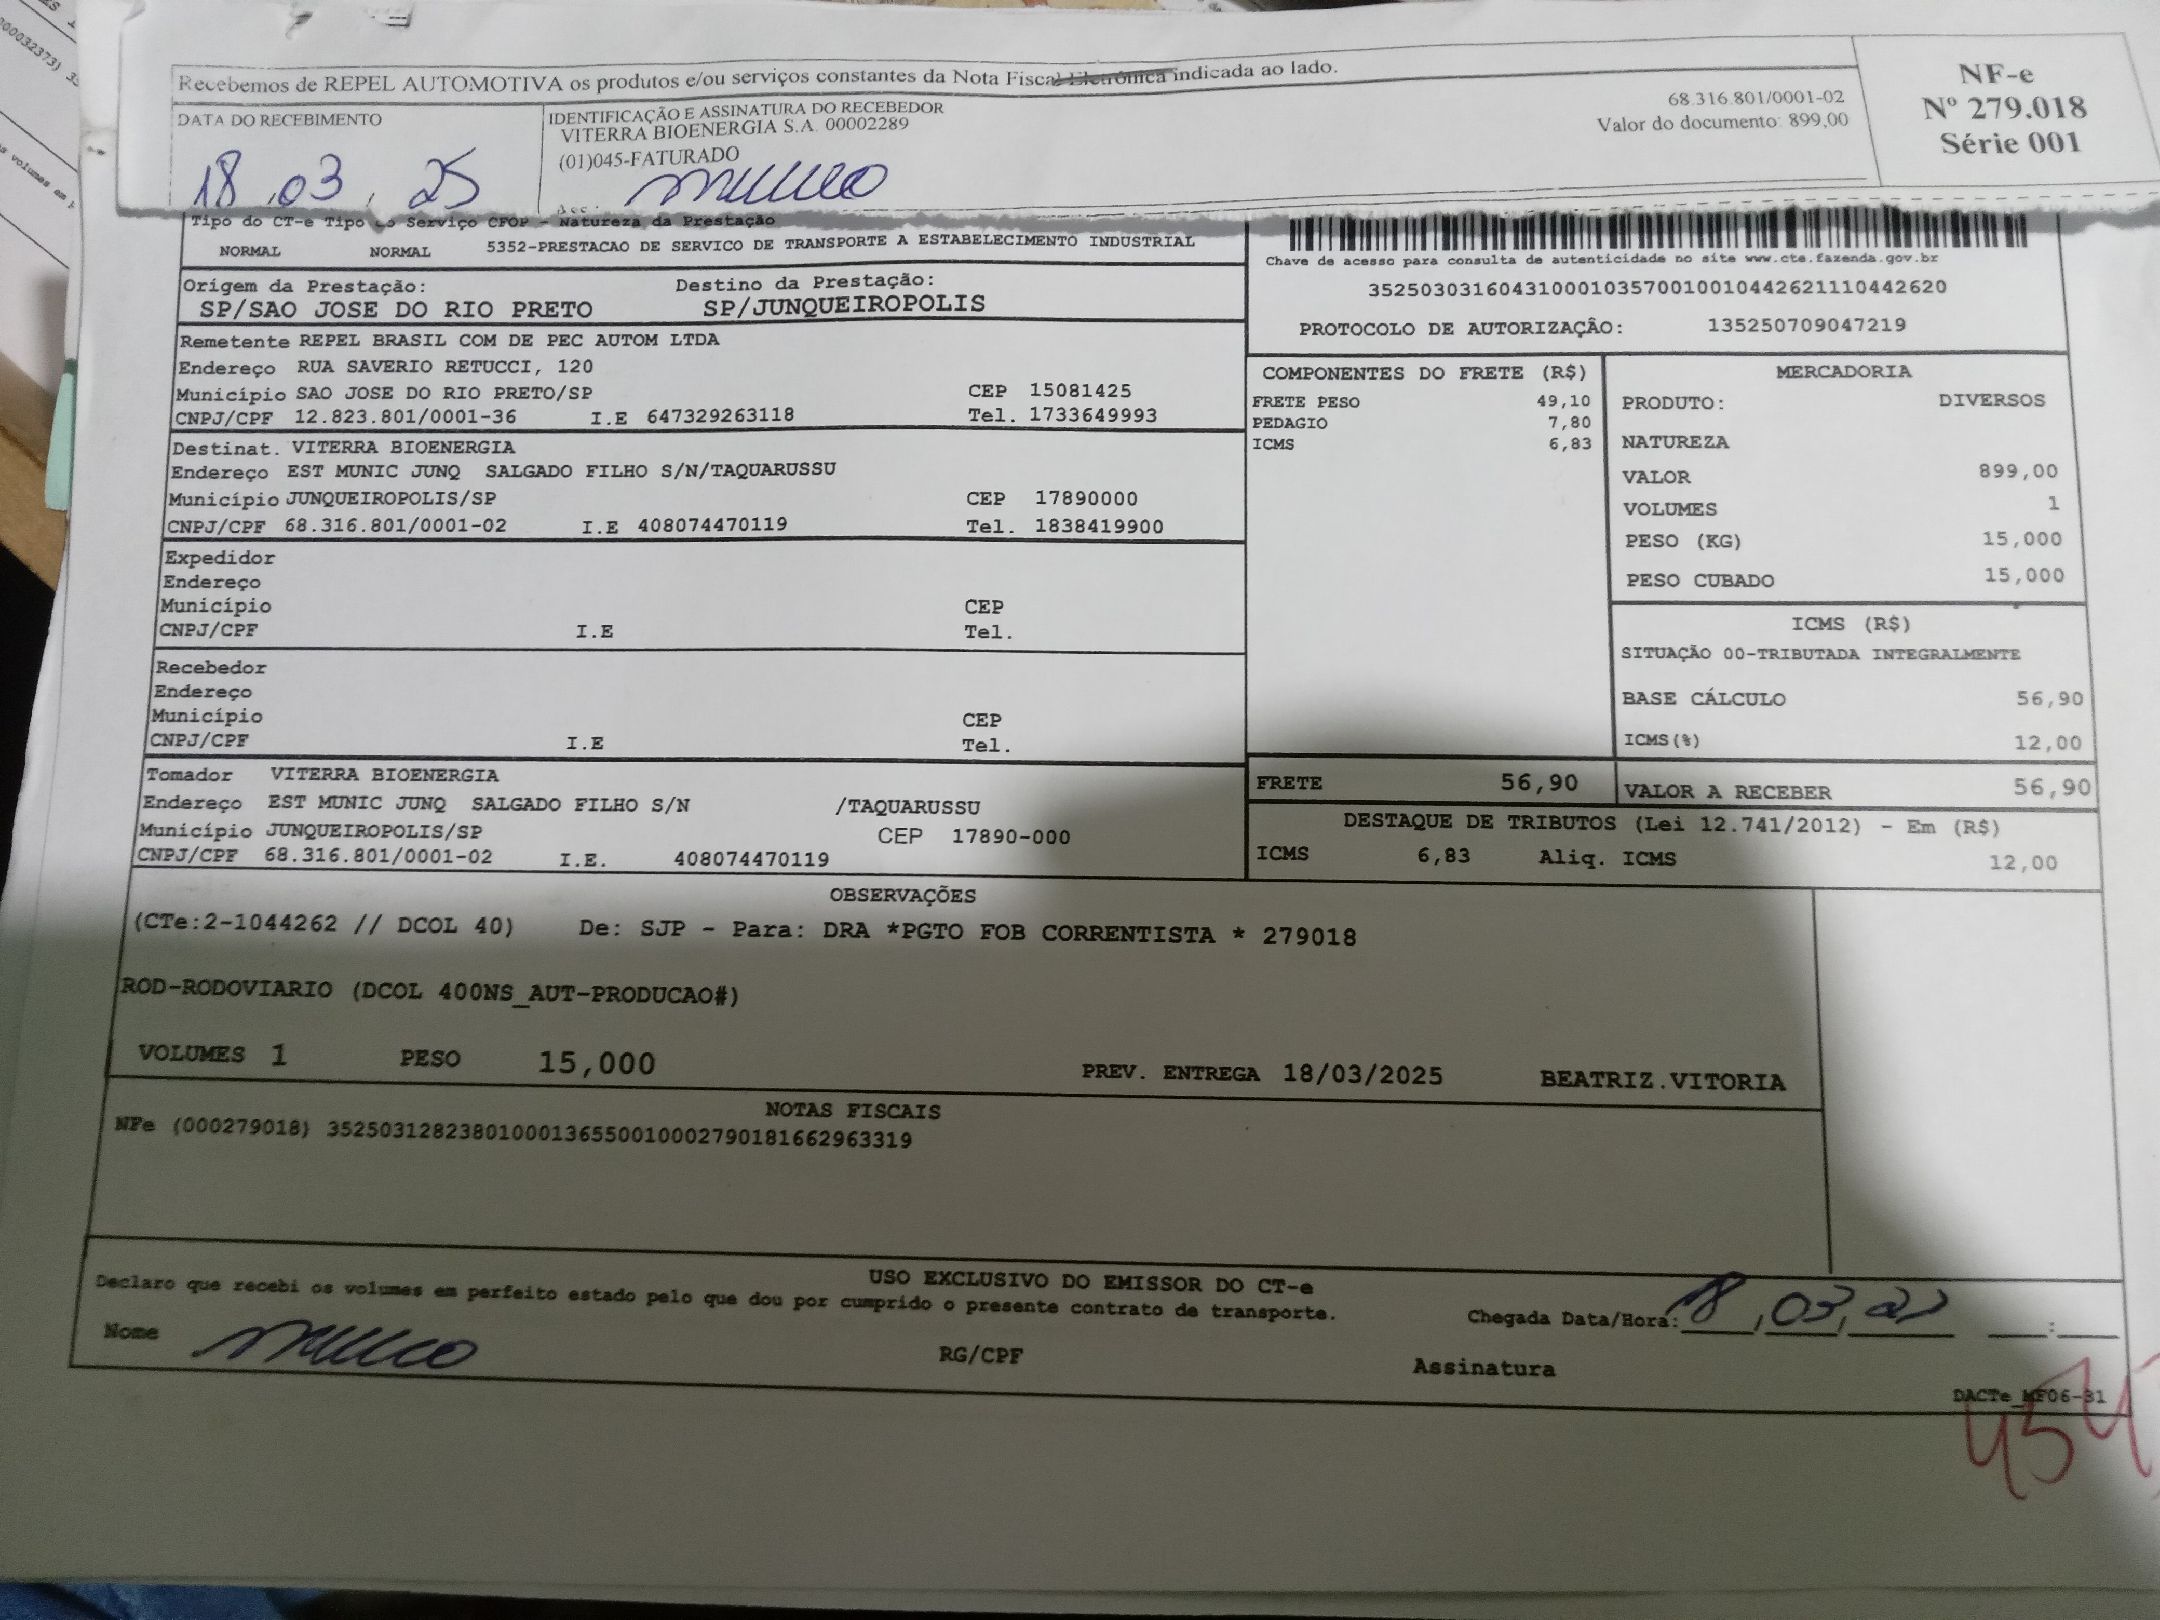 Recebemos de REPEL AUTOMOTIVA os produtos e/ou serviços constantes da Nota Fiscal Eletrônica indicada ao lado.
NF-e
Nº 279.018
Série 001
DATA DO RECEBIMENTO
18,03,25
IDENTIFICAÇÃO E ASSINATURA DO RECEBEDOR
VITERRA BIOENERGIA S.A. 00002289
(01)045-FATURADO
68.316.801/0001-02
Valor do documento: 899,00
Tipo do CT-e Tipo do Serviço CFOP - Natureza da Prestação
NORMAL NORMAL 5352-PRESTACAO DE SERVICO DE TRANSPORTE A ESTABELECIMENTO INDUSTRIAL
Chave de acesso para consulta de autenticidade no site www.cte.fazenda.gov.br
35250303160431000103570010010442621110442620
PROTOCOLO DE AUTORIZAÇÃO: 135250709047219
Origem da Prestação: Destino da Prestação:
SP/SAO JOSE DO RIO PRETO SP/JUNQUEIROPOLIS
Remetente REPEL BRASIL COM DE PEC AUTOM LTDA
Endereço RUA SAVERIO RETUCCI, 120
Município SAO JOSE DO RIO PRETO/SP CEP 15081425
CNPJ/CPF 12.823.801/0001-36 I.E 647329263118 Tel. 1733649993
Destinat. VITERRA BIOENERGIA
Endereço EST MUNIC JUNQ SALGADO FILHO S/N/TAQUARUSSU
Município JUNQUEIROPOLIS/SP CEP 17890000
CNPJ/CPF 68.316.801/0001-02 I.E 408074470119 Tel. 1838419900
Expedidor
Endereço
Município CEP
CNPJ/CPF I.E Tel.
Recebedor
Endereço
Município CEP
CNPJ/CPF I.E Tel.
Tomador VITERRA BIOENERGIA
Endereço EST MUNIC JUNQ SALGADO FILHO S/N /TAQUARUSSU
Município JUNQUEIROPOLIS/SP CEP 17890-000
CNPJ/CPF 68.316.801/0001-02 I.E. 408074470119
COMPONENTES DO FRETE (R$)
FRETE PESO 49,10
PEDAGIO 7,80
ICMS 6,83
MERCADORIA
PRODUTO: DIVERSOS
NATUREZA
VALOR 899,00
VOLUMES 1
PESO (KG) 15,000
PESO CUBADO 15,000
ICMS (R$)
SITUAÇÃO 00-TRIBUTADA INTEGRALMENTE
BASE CÁLCULO 56,90
ICMS(%) 12,00
FRETE 56,90 VALOR A RECEBER 56,90
DESTAQUE DE TRIBUTOS (Lei 12.741/2012) - Em (R$)
ICMS 6,83 Aliq. ICMS 12,00
OBSERVAÇÕES
(CTe:2-1044262 // DCOL 40) De: SJP - Para: DRA *PGTO FOB CORRENTISTA * 279018
ROD-RODOVIARIO (DCOL 400NS_AUT-PRODUCAO#)
VOLUMES 1 PESO 15,000 PREV. ENTREGA 18/03/2025 BEATRIZ.VITORIA
NOTAS FISCAIS
NFe (000279018) 35250312823801000136550010002790181662963319
USO EXCLUSIVO DO EMISSOR DO CT-e
Declaro que recebi os volumes em perfeito estado pelo que dou por cumprido o presente contrato de transporte.
Chegada Data/Hora: 18,03,25 :
Nome RG/CPF Assinatura
DACTe_MF06-31